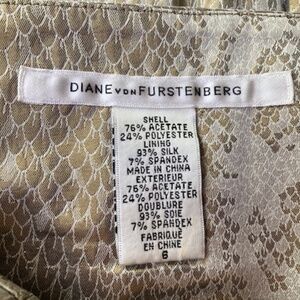 DIANE VON FURSTENBERG
SHELL
76% ACETATE
24% POLYESTER
LINING
93% SILK
7% SPANDEX
MADE IN CHINA
EXTERIEUR
76% ACETATE
24% POLYESTER
DOUBLURE
93% SOIE
7% SPANDEX
FABRIQUÉ
EN CHINE
6